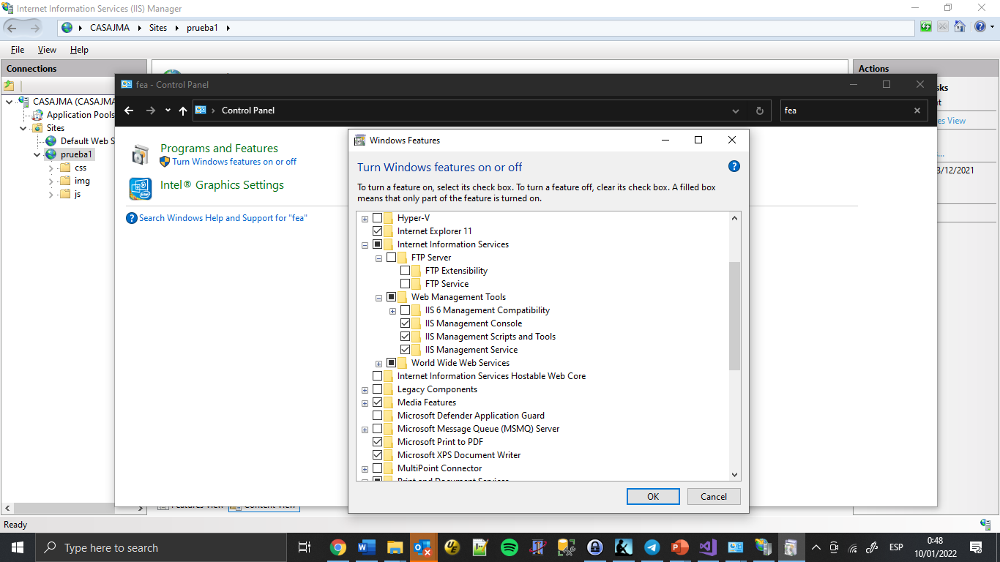 Internet Information Services (IIS) Manager
CASAJMA Sites prueba1
File View Help
Connections
Actions
fea - Control Panel
CASAJMA (CASAJMA
Control Panel
fea
Application Pools
Sites
Default Web S
prueba1
css
img
js
es View
3/12/2021
Programs and Features
Turn Windows features on or off
Intel® Graphics Settings
Search Windows Help and Support for "fea"
Windows Features
Turn Windows features on or off
To turn a feature on, select its check box. To turn a feature off, clear its check box. A filled box
means that only part of the feature is turned on.
Hyper-V
Internet Explorer 11
Internet Information Services
FTP Server
FTP Extensibility
FTP Service
Web Management Tools
IIS 6 Management Compatibility
IIS Management Console
IIS Management Scripts and Tools
IIS Management Service
World Wide Web Services
Internet Information Services Hostable Web Core
Legacy Components
Media Features
Microsoft Defender Application Guard
Microsoft Message Queue (MSMQ) Server
Microsoft Print to PDF
Microsoft XPS Document Writer
MultiPoint Connector
Print and Document Services
OK Cancel
Features View Content View
Ready
Type here to search
ESP
0:48
10/01/2022